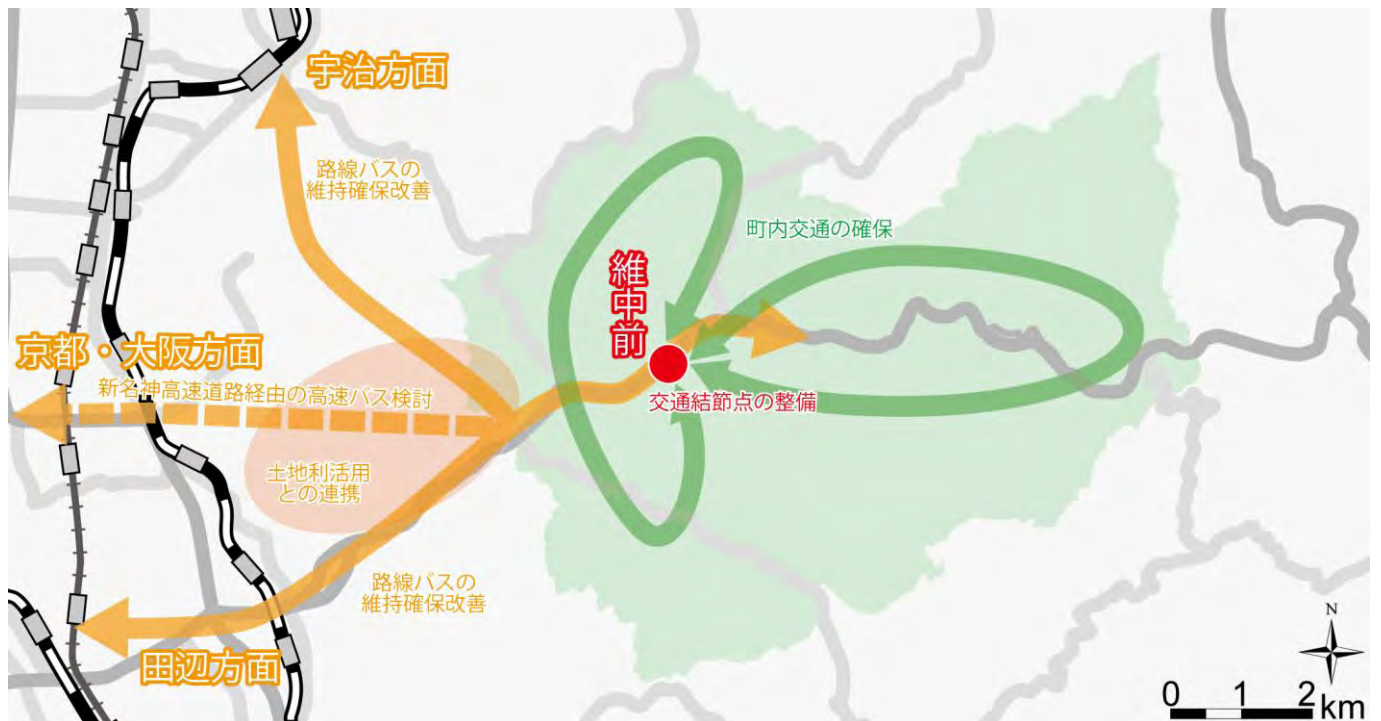 宇治方面
路線バスの
維持確保改善
町内交通の確保
維中前
京都・大阪方面
新名神高速道路経由の高速バス検討
交通結節点の整備
土地利活用
との連携
路線バスの
維持確保改善
田辺方面
N
0 1 2 km